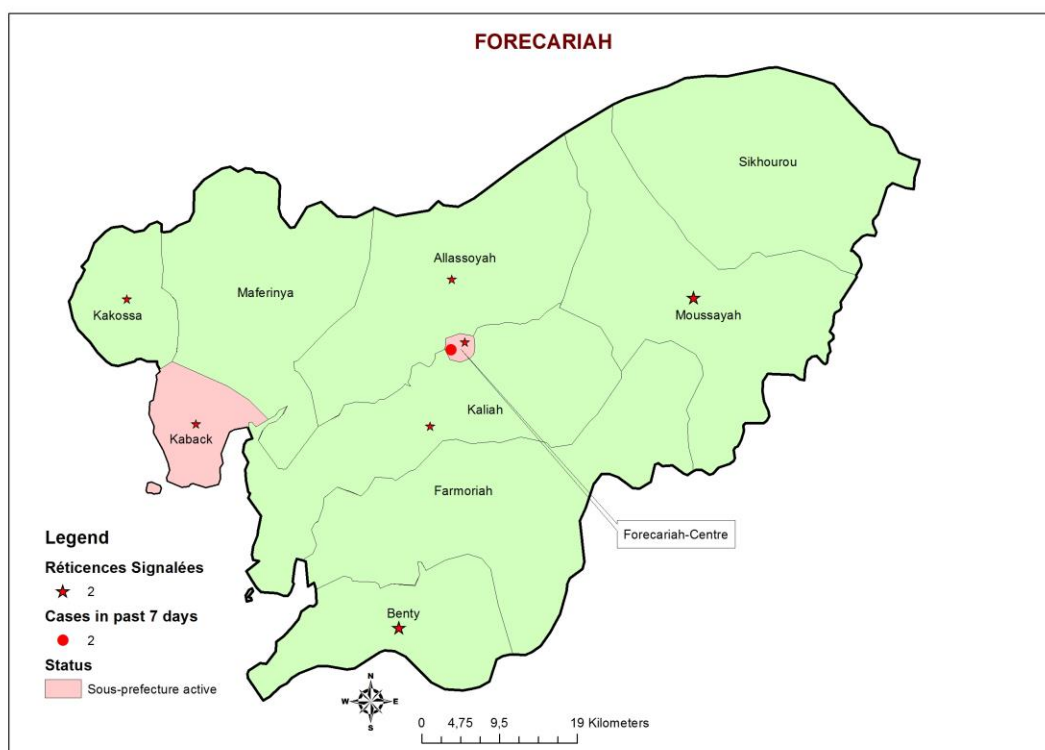 FORECARIAH
Sikhourou
Allassoyah
Maferinya
Kakossa
Moussayah
Kaliah
Kaback
Farmoriah
Forecariah-Centre
Benty
Legend
Réticences Signalées
2
Cases in past 7 days
2
Status
Sous-prefecture active
N
W E
S
0 4,75 9,5 19 Kilometers